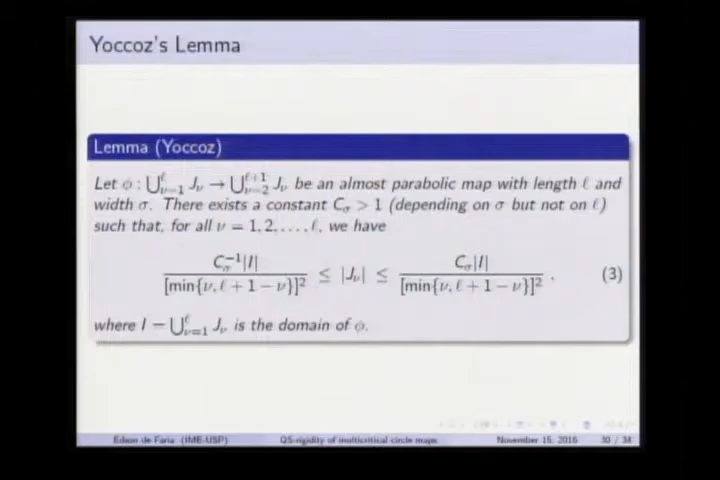 Yoccoz's Lemma
Lemma (Yoccoz)
Let ϕ : ⋃_{ν=1}^{ℓ} J_ν → ⋃_{ν=2}^{ℓ+1} J_ν be an almost parabolic map with length ℓ and
width σ. There exists a constant C_σ > 1 (depending on σ but not on ℓ)
such that, for all ν = 1, 2, . . . , ℓ, we have
C_σ^{-1}|I| / [min{ν, ℓ + 1 − ν}]^2 ≤ |J_ν| ≤ C_σ|I| / [min{ν, ℓ + 1 − ν}]^2 , (3)
where I = ⋃_{ν=1}^{ℓ} J_ν is the domain of ϕ.
Edson de Faria (IME-USP) QS-rigidity of multicritical circle maps November 15, 2016 30 / 34